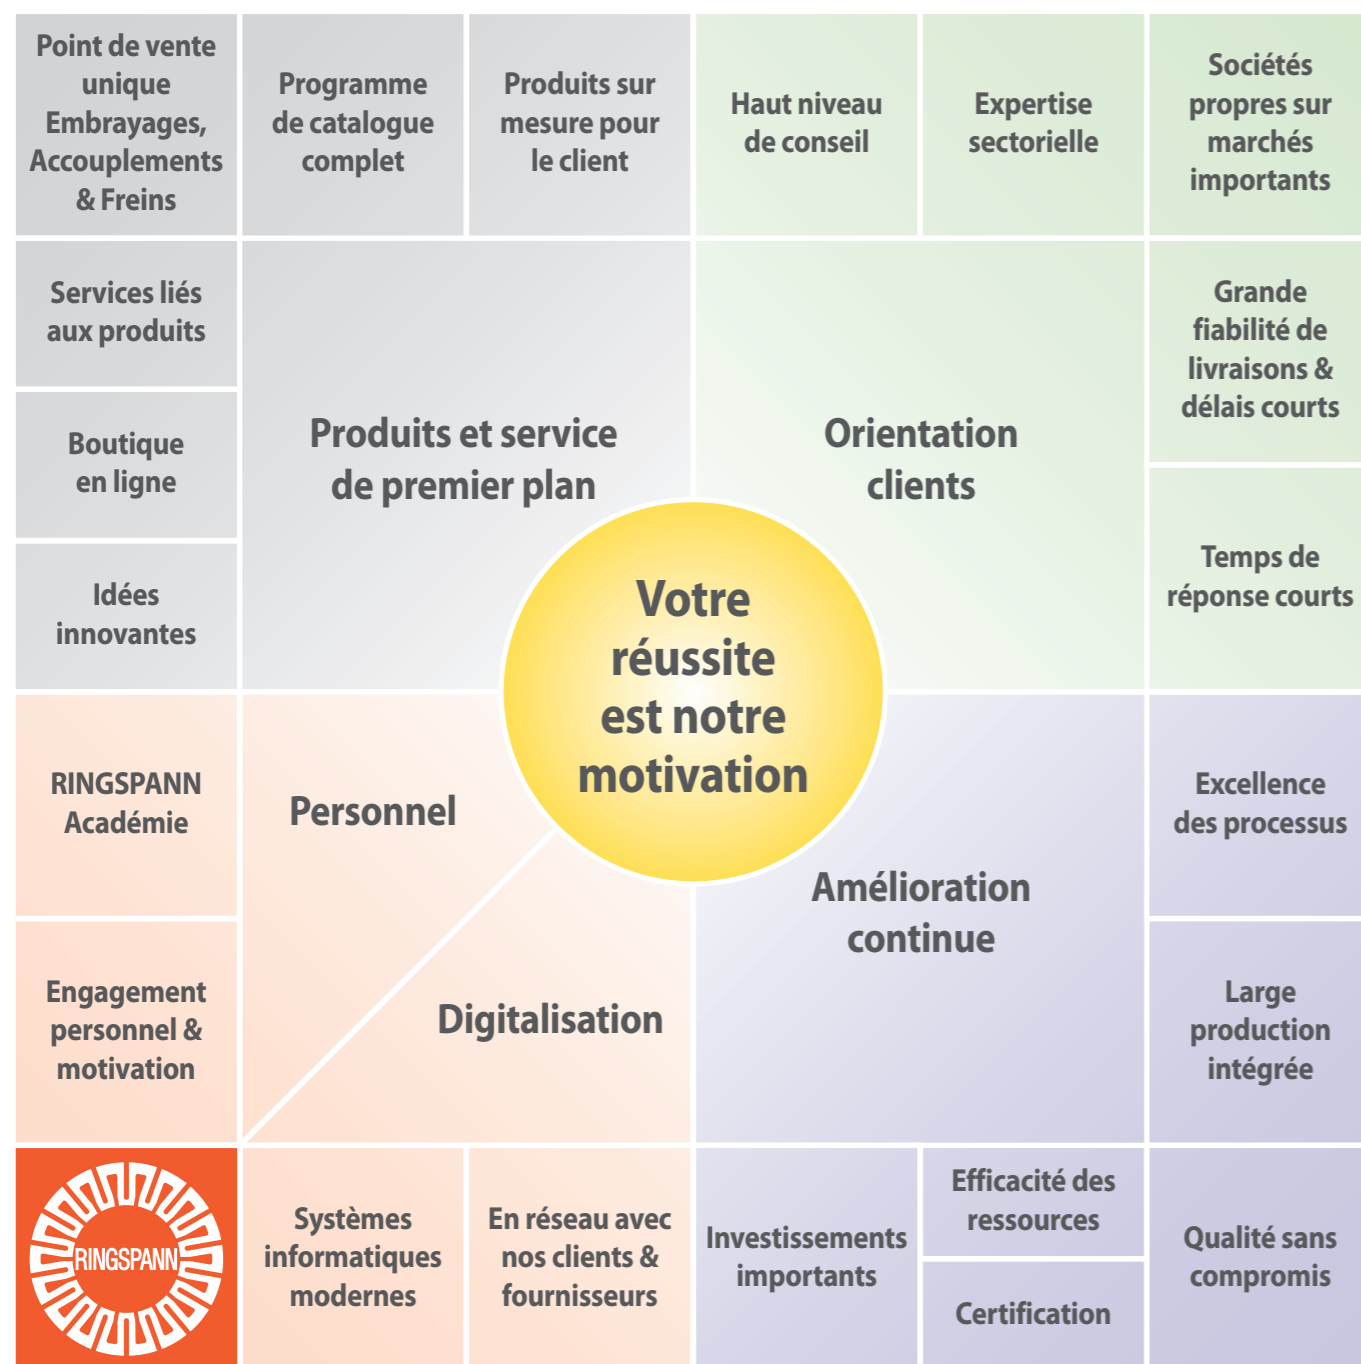 Point de vente
unique
Embrayages,
Accouplements
& Freins
Programme
de catalogue
complet
Produits sur
mesure pour
le client
Haut niveau
de conseil
Expertise
sectorielle
Sociétés
propres sur
marchés
importants
Services liés
aux produits
Boutique
en ligne
Idées
innovantes
Produits et service
de premier plan
Orientation
clients
Grande
fiabilité de
livraisons &
délais courts
Temps de
réponse courts
Votre
réussite
est notre
motivation
RINGSPANN
Académie
Engagement
personnel &
motivation
Personnel
Digitalisation
Amélioration
continue
Excellence
des processus
Large
production
intégrée
RINGSPANN
Systèmes
informatiques
modernes
En réseau avec
nos clients &
fournisseurs
Investissements
importants
Efficacité des
ressources
Certification
Qualité sans
compromis